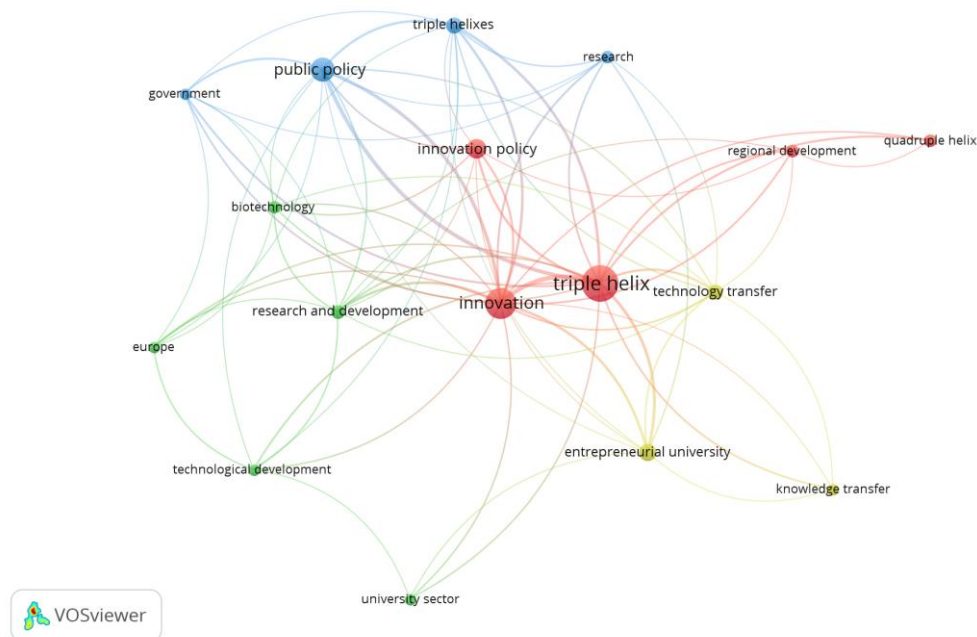 triple helixes
research
public policy
government
quadruple helix
innovation policy
regional development
biotechnology
triple helix
technology transfer
innovation
research and development
europe
entrepreneurial university
technological development
knowledge transfer
university sector
VOSviewer